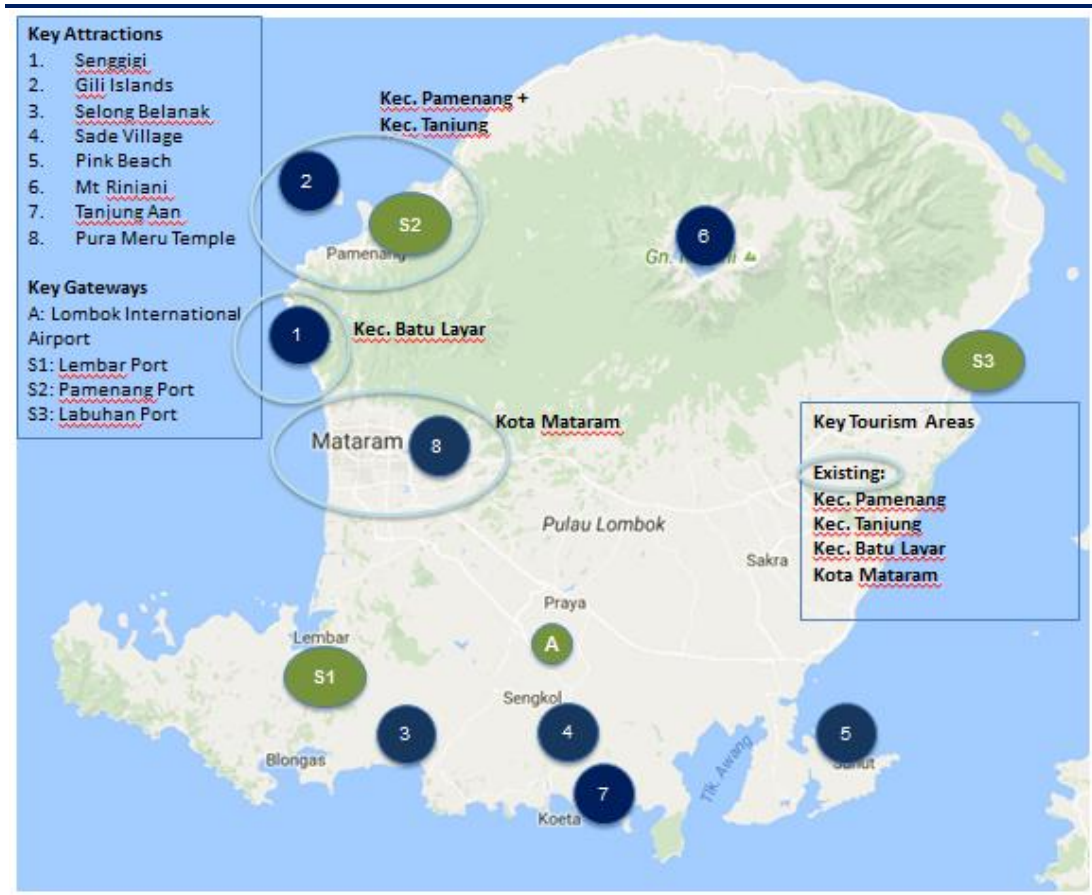 Key Attractions
1. Senggigi
2. Gili Islands
3. Selong Belanak
4. Sade Village
5. Pink Beach
6. Mt Riniani
7. Tanjung Aan
8. Pura Meru Temple
Key Gateways
A: Lombok International
Airport
S1: Lembar Port
S2: Pamenang Port
S3: Labuhan Port
Kec. Pamenang +
Kec. Tanjung
2
S2
Pamenang
6
Gn.
1
Kec. Batu Layar
S3
Kota Mataram
Mataram
8
Key Tourism Areas
Existing:
Kec. Pamenang
Kec. Tanjung
Kec. Batu Layar
Kota Mataram
Pulau Lombok
Sakra
Praya
Lembar
A
S1
Sengkol
3
4
5
Blongas
Tlk. Awang
7
Koeta